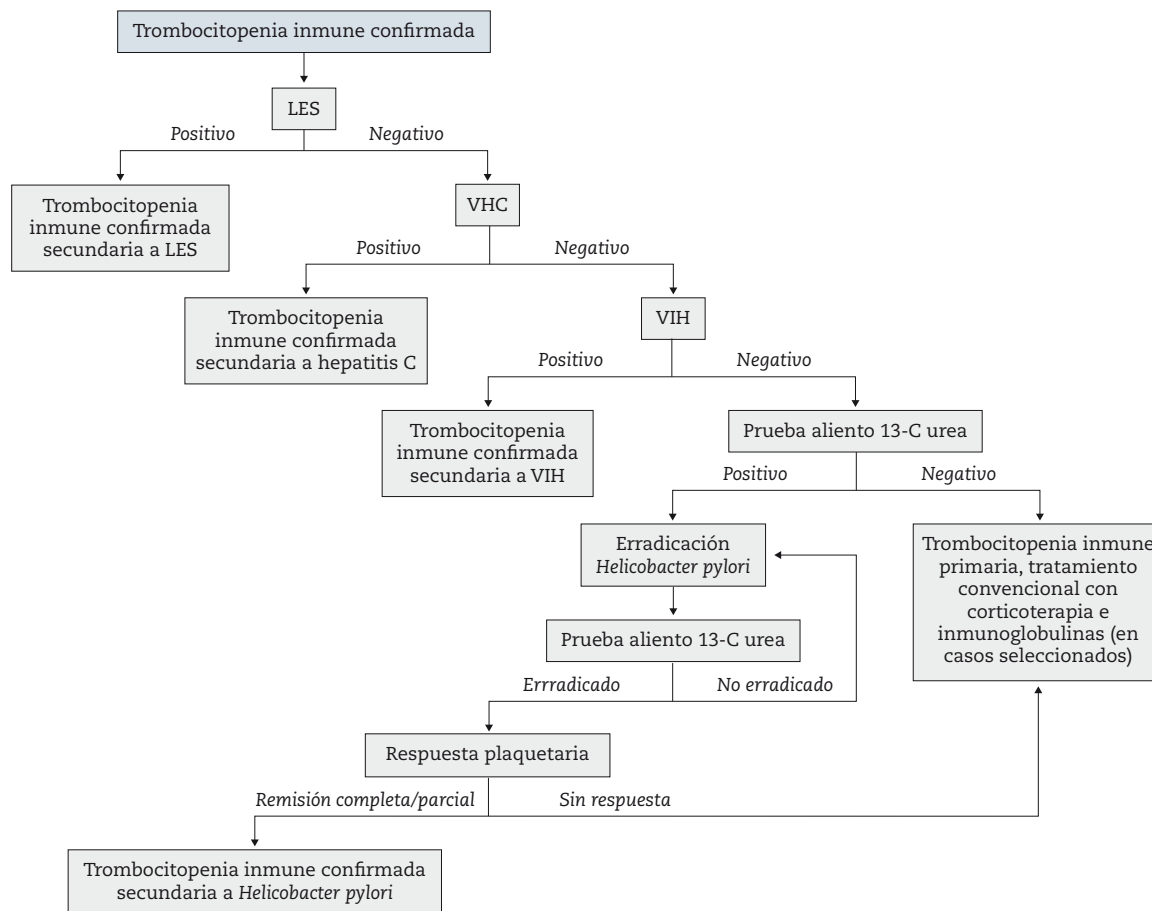 Trombocitopenia inmune confirmada
LES
Positivo
Negativo
Trombocitopenia
inmune confirmada
secundaria a LES
VHC
Positivo
Negativo
Trombocitopenia
inmune confirmada
secundaria a hepatitis C
VIH
Positivo
Negativo
Trombocitopenia
inmune confirmada
secundaria a VIH
Prueba aliento 13-C urea
Positivo
Negativo
Erradicación
Helicobacter pylori
Trombocitopenia inmune
primaria, tratamiento
convencional con
corticoterapia e
inmunoglobulinas (en
casos seleccionados)
Prueba aliento 13-C urea
Errradicado
No erradicado
Respuesta plaquetaria
Remisión completa/parcial
Sin respuesta
Trombocitopenia inmune confirmada
secundaria a Helicobacter pylori